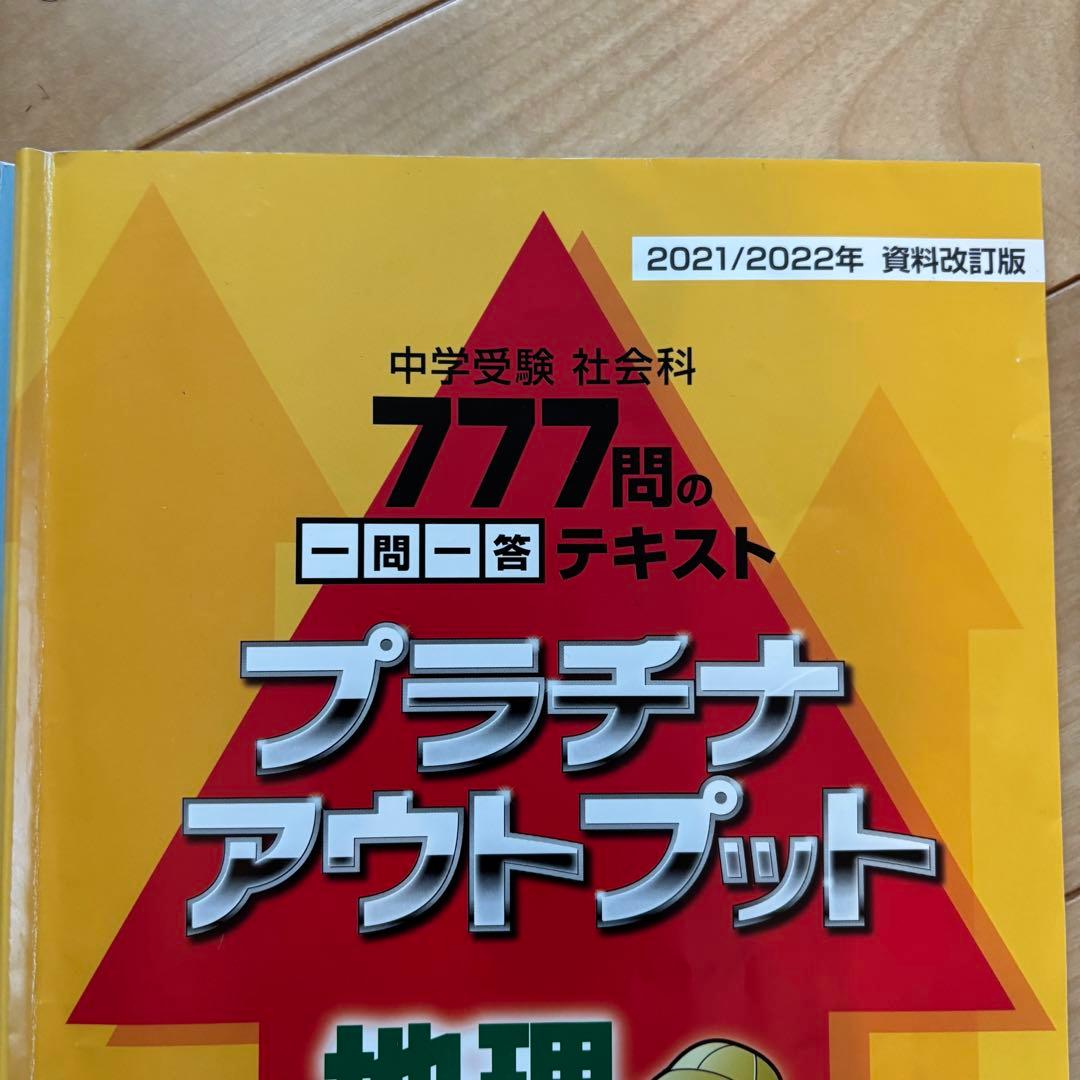 2021/2022年 資料改訂版
中学受験 社会科
777問の
一問一答 テキスト
プラチナ
アウトプット
地理